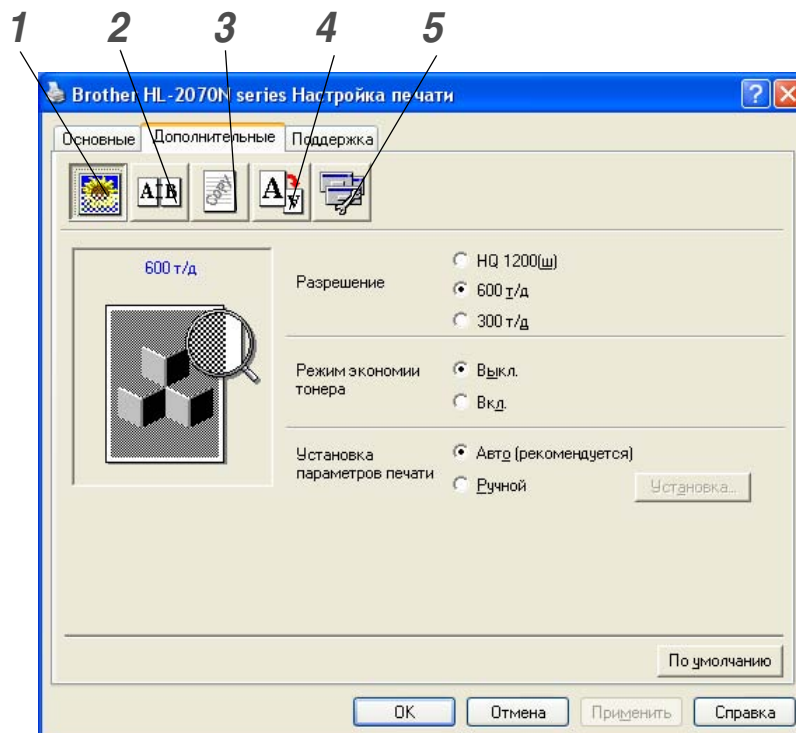 1 2 3 4 5
Brother HL-2070N series Настройка печати
Основные Дополнительные Поддержка
A B COPY A
600 т/д
Разрешение
HQ 1200(ш)
600 т/д
300 т/д
Режим экономии тонера
Выкл.
Вкл.
Установка параметров печати
Авто (рекомендуется)
Ручной
Установка...
По умолчанию
OK Отмена Применить Справка